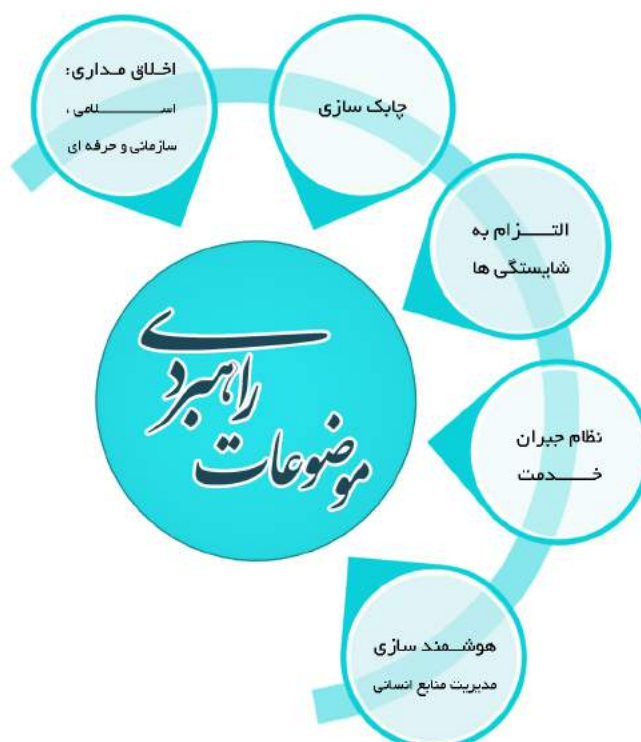 اخلاق مداری:
اسلامی ،
سازمانی و حرفه ای
چابک سازی
التزام به
شایستگی ها
نظام جبران
خدمت
هوشمند سازی
مدیریت منابع انسانی
موضوعات
راهبردی